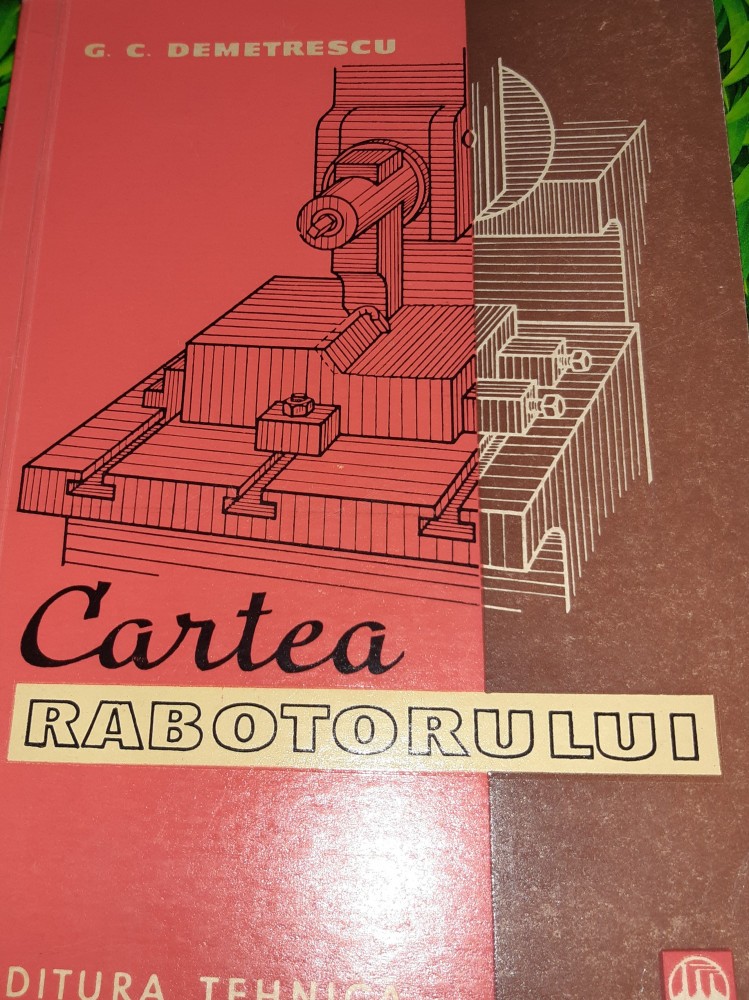 G. C. DEMETRESCU
Cartea
RABOTORULUI
DITURA TEHNICA